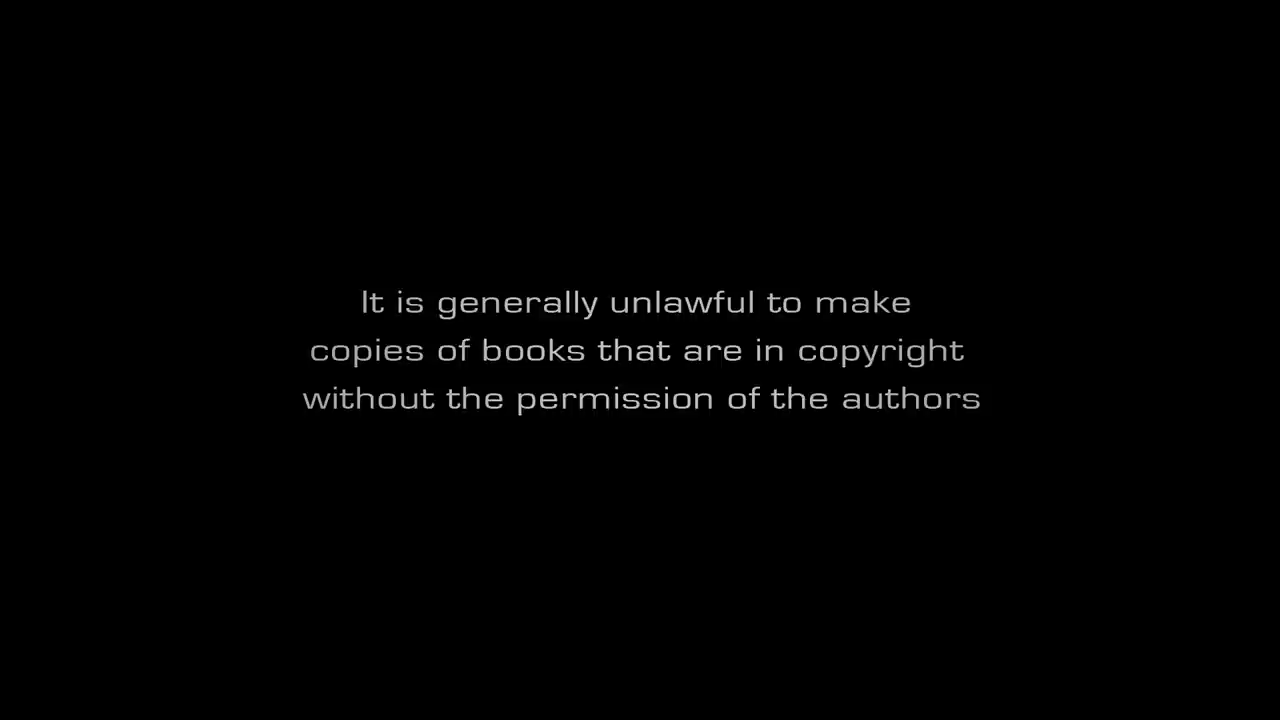 It is generally unlawful to make
copies of books that are in copyright
without the permission of the authors